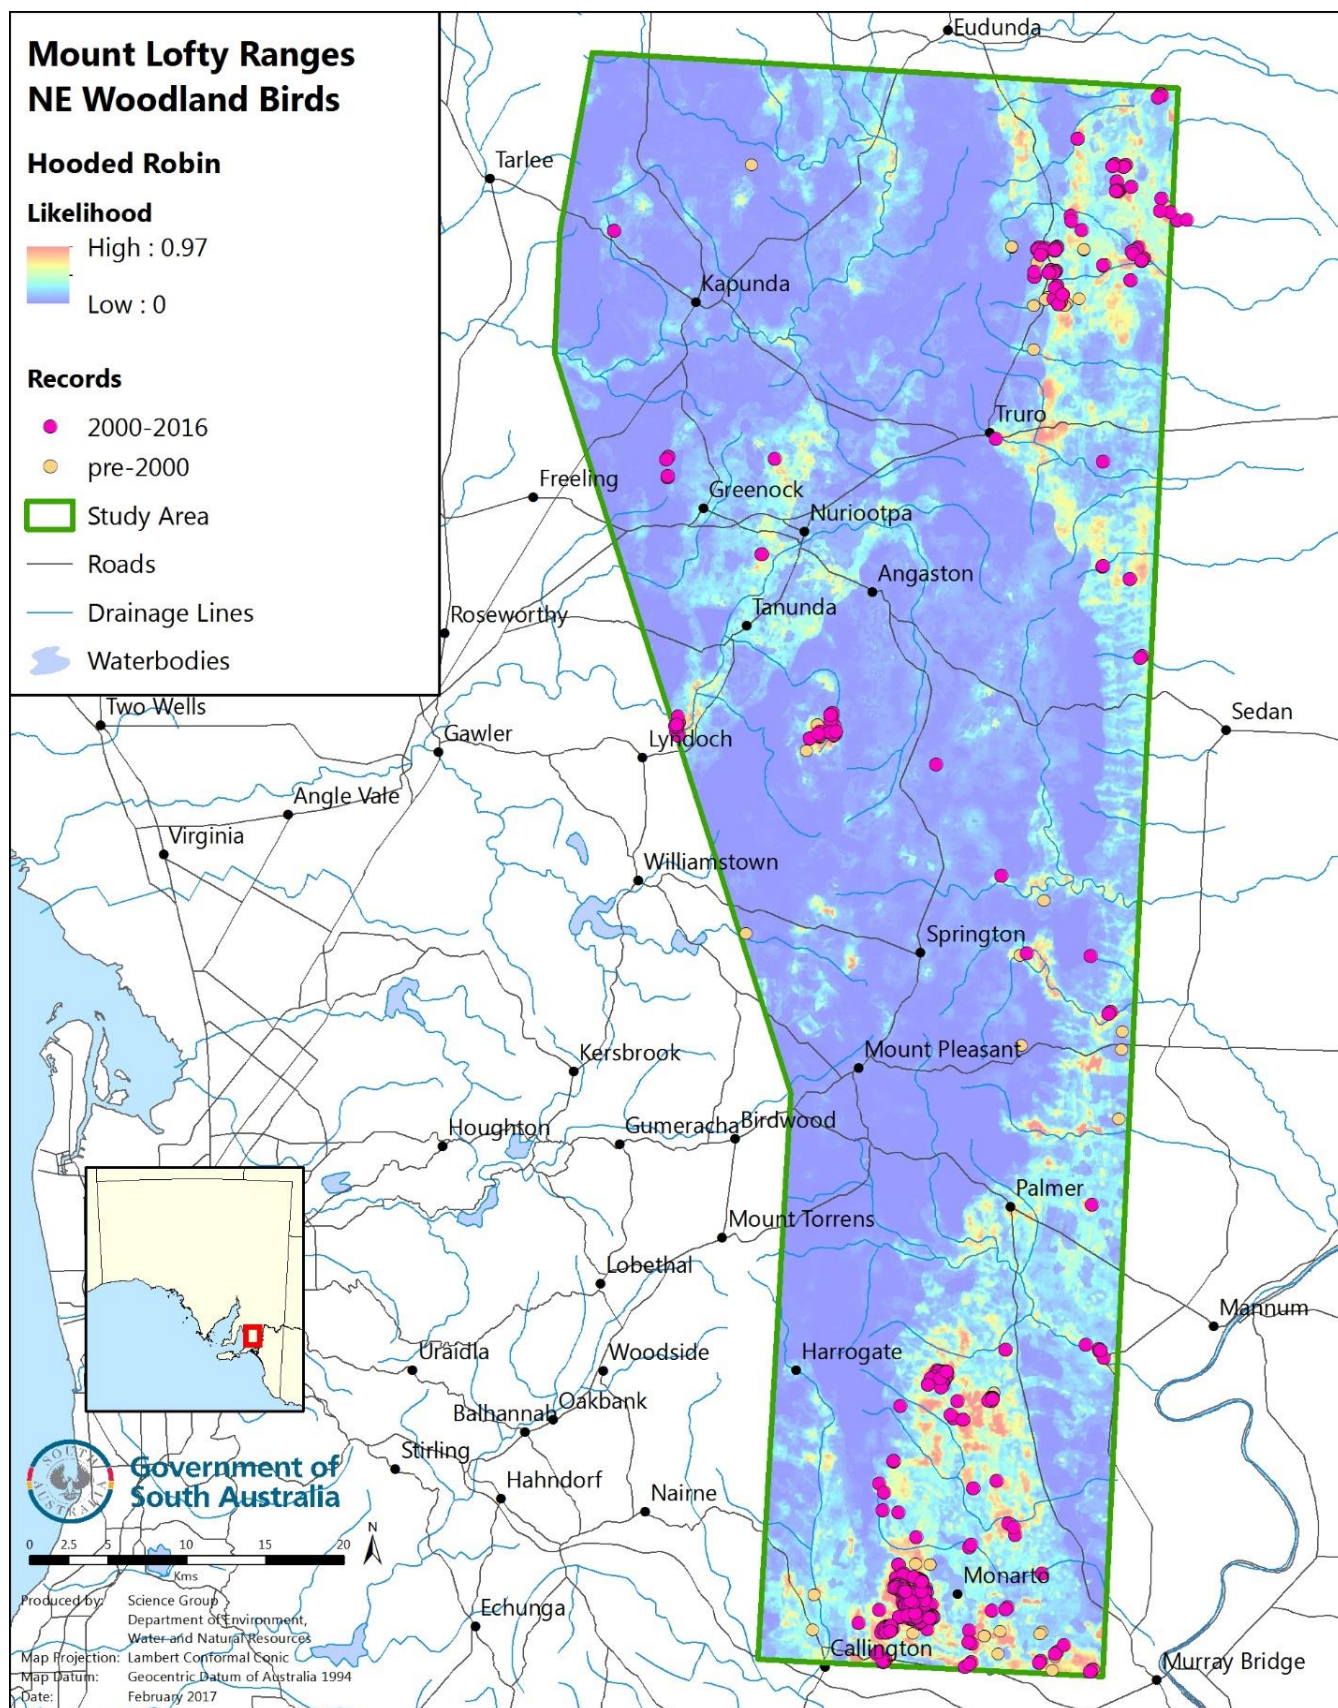 Mount Lofty Ranges
NE Woodland Birds
Hooded Robin
Likelihood
High : 0.97
Low : 0
Records
2000-2016
pre-2000
Study Area
Roads
Drainage Lines
Waterbodies
Eudunda
Tarlee
Kapunda
Truro
Freeling
Greenock
Nuriootpa
Angaston
Roseworthy
Tanunda
Two Wells
Sedan
Gawler
Lyndoch
Angle Vale
Virginia
Williamstown
Springton
Kersbrook
Mount Pleasant
Houghton
Gumeracha
Birdwood
Palmer
Mount Torrens
Lobethal
Mannum
Uraidla
Woodside
Harrogate
Balhannah
Oakbank
Stirling
Hahndorf
Nairne
Monarto
Echunga
Callington
Murray Bridge
SOUTH
AUSTRALIA
Government of
South Australia
0 2.5 5 10 15 20
Kms
N
Produced by: Science Group
Department of Environment,
Water and Natural Resources
Map Projection: Lambert Conformal Conic
Map Datum: Geocentric Datum of Australia 1994
Date: February 2017